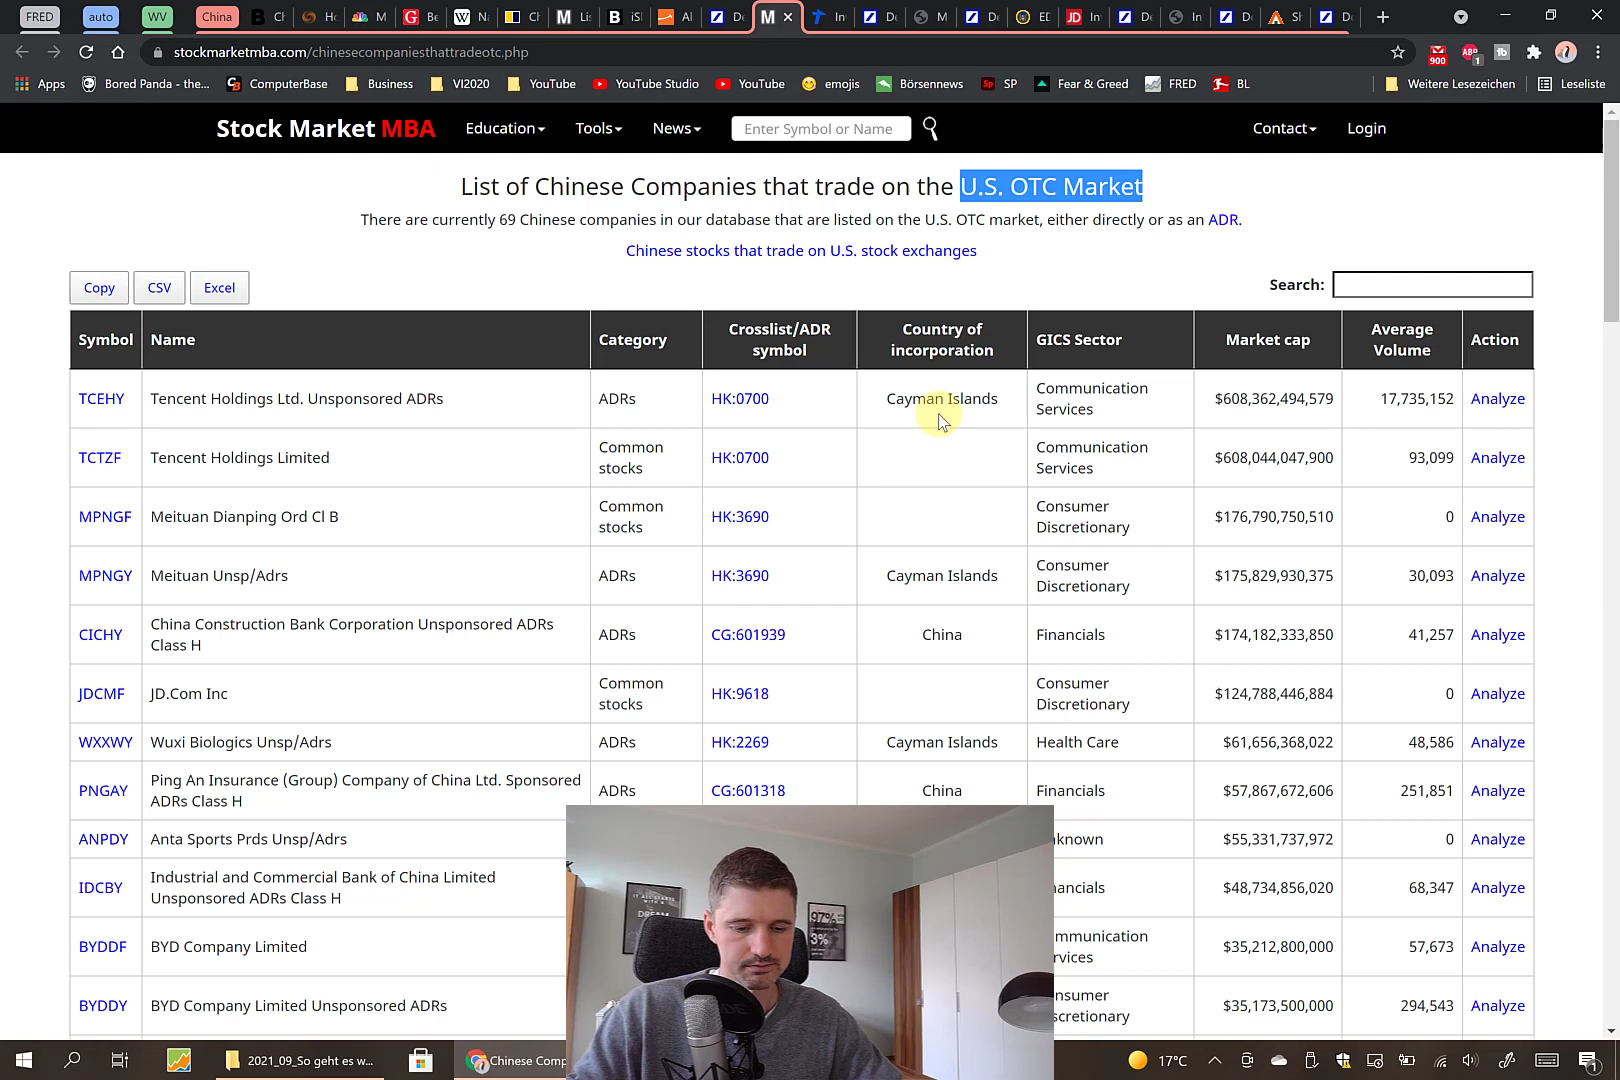 FRED
auto
WV
China
stockmarketmba.com/chinesecompaniesthattradeotc.php
Apps
Bored Panda - the...
ComputerBase
Business
VI2020
YouTube
YouTube Studio
YouTube
emojis
Börsennews
SP
Fear & Greed
FRED
BL
Weitere Lesezeichen
Leseliste
Stock Market MBA
Education
Tools
News
Enter Symbol or Name
Contact
Login
List of Chinese Companies that trade on the U.S. OTC Market
There are currently 69 Chinese companies in our database that are listed on the U.S. OTC market, either directly or as an ADR.
Chinese stocks that trade on U.S. stock exchanges
Copy
CSV
Excel
Search:
Symbol Name Category Crosslist/ADR symbol Country of incorporation GICS Sector Market cap Average Volume Action
TCEHY Tencent Holdings Ltd. Unsponsored ADRs ADRs HK:0700 Cayman Islands Communication Services $608,362,494,579 17,735,152 Analyze
TCTZF Tencent Holdings Limited Common stocks HK:0700 Communication Services $608,044,047,900 93,099 Analyze
MPNGF Meituan Dianping Ord Cl B Common stocks HK:3690 Consumer Discretionary $176,790,750,510 0 Analyze
MPNGY Meituan Unsp/Adrs ADRs HK:3690 Cayman Islands Consumer Discretionary $175,829,930,375 30,093 Analyze
CICHY China Construction Bank Corporation Unsponsored ADRs Class H ADRs CG:601939 China Financials $174,182,333,850 41,257 Analyze
JDCMF JD.Com Inc Common stocks HK:9618 Consumer Discretionary $124,788,446,884 0 Analyze
WXXWY Wuxi Biologics Unsp/Adrs ADRs HK:2269 Cayman Islands Health Care $61,656,368,022 48,586 Analyze
PNGAY Ping An Insurance (Group) Company of China Ltd. Sponsored ADRs Class H ADRs CG:601318 China Financials $57,867,672,606 251,851 Analyze
ANPDY Anta Sports Prds Unsp/Adrs known $55,331,737,972 0 Analyze
IDCBY Industrial and Commercial Bank of China Limited Unsponsored ADRs Class H ancials $48,734,856,020 68,347 Analyze
BYDDF BYD Company Limited mmunication rvices $35,212,800,000 57,673 Analyze
BYDDY BYD Company Limited Unsponsored ADRs nsumer scretionary $35,173,500,000 294,543 Analyze
DREAM
97%
3%
2021_09_So geht es w...
Chinese Comp
17°C